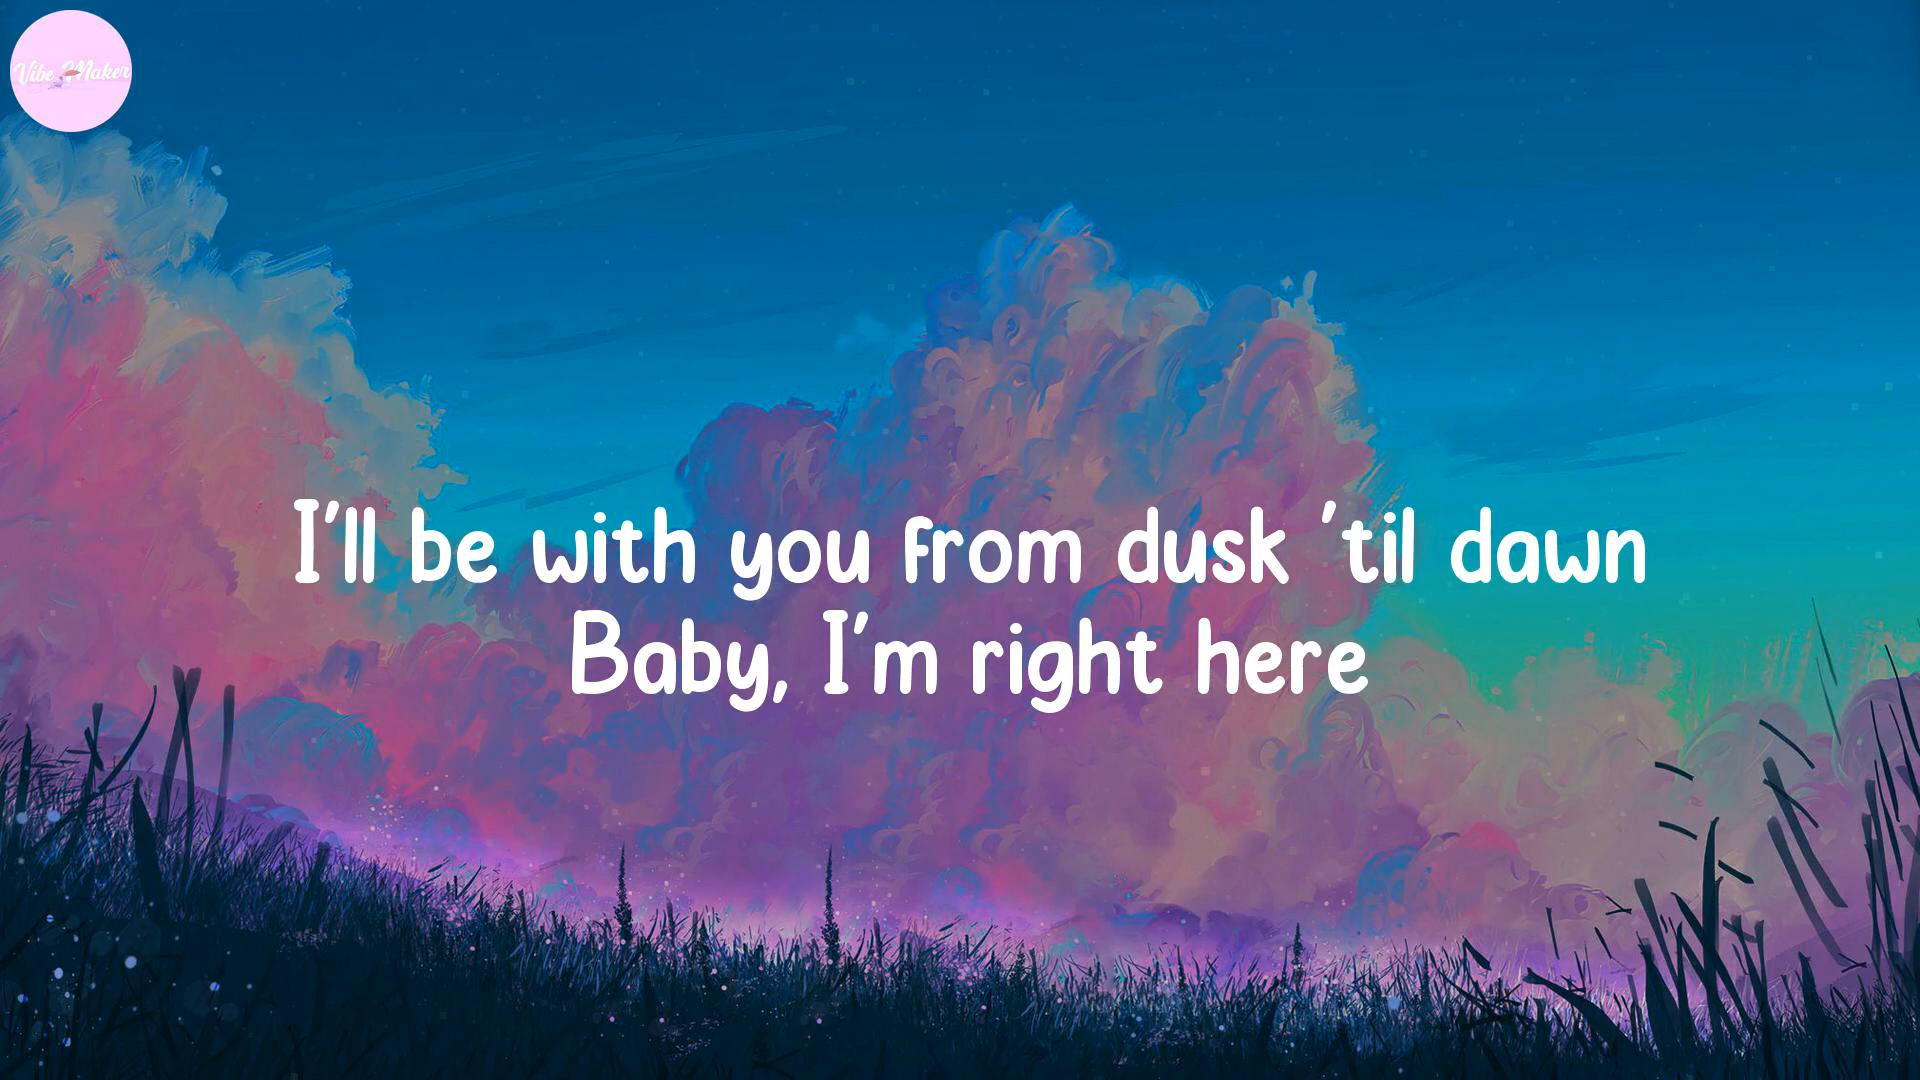 Vibe Maker
I'll be with you from dusk 'til dawn
Baby, I'm right here